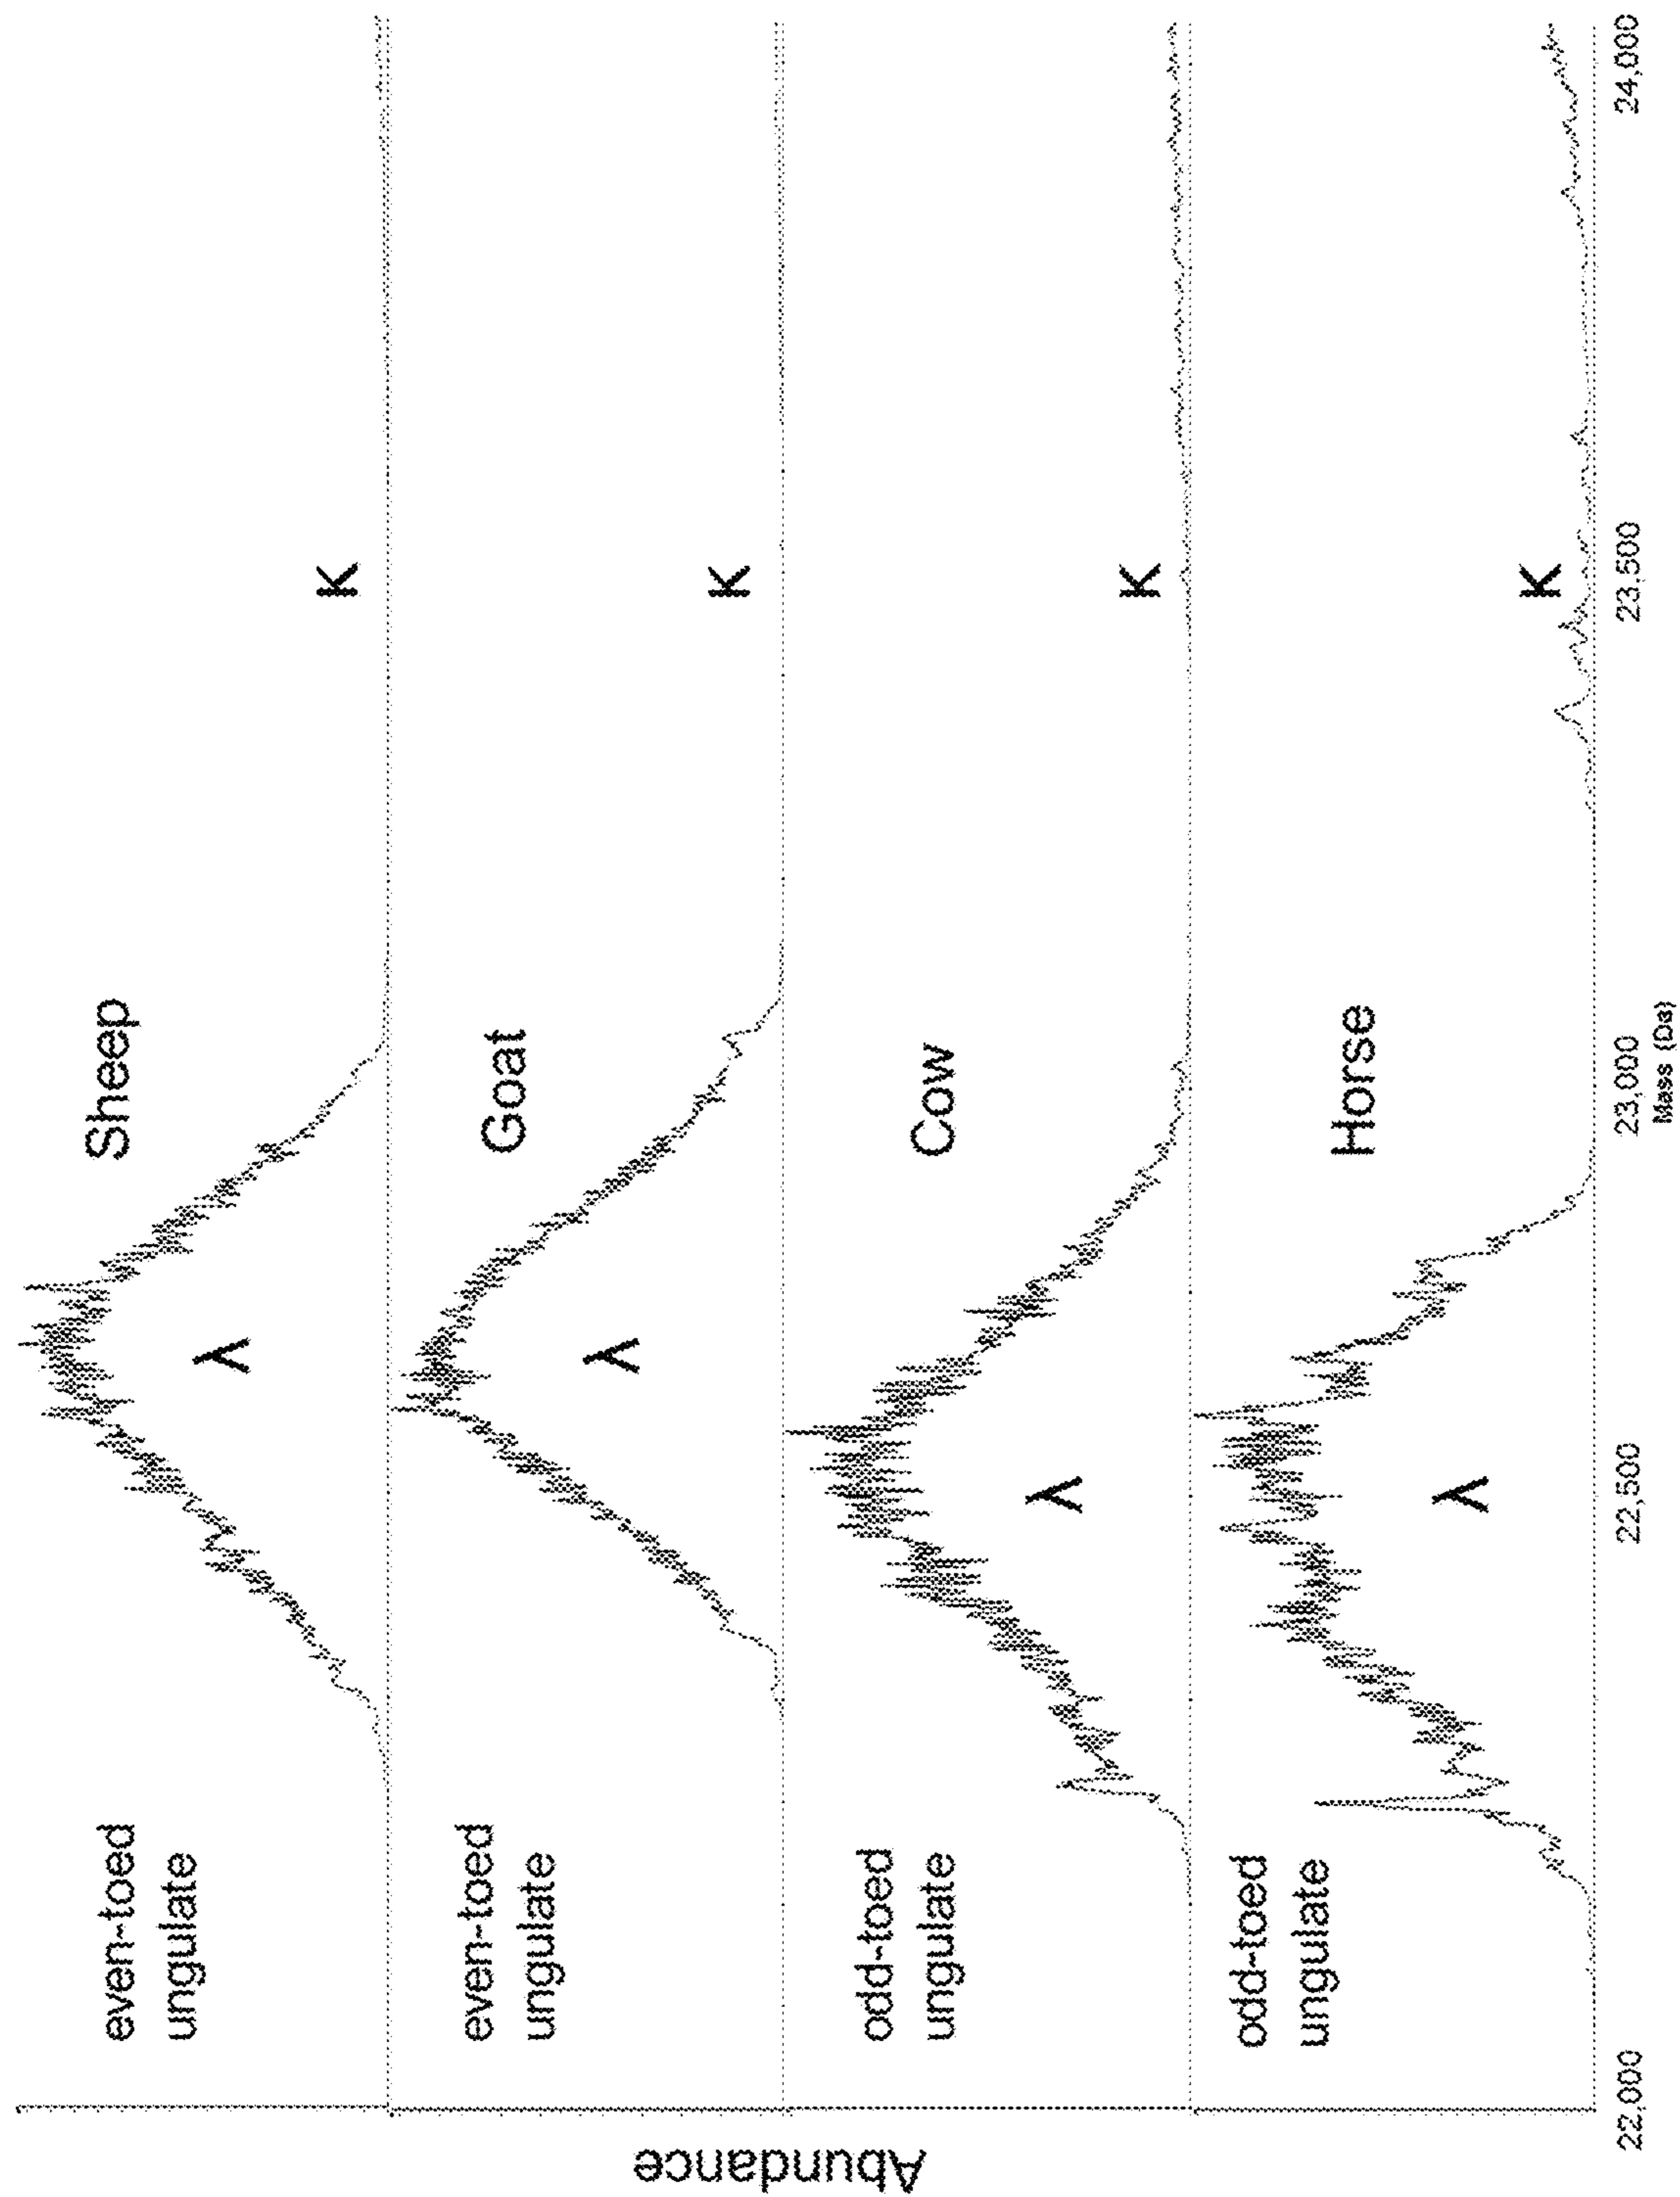 Abundance
even-toed
ungulate
Sheep
λ
K
even-toed
ungulate
Goat
λ
K
odd-toed
ungulate
Cow
λ
K
odd-toed
ungulate
Horse
λ
K
22,000
22,500
23,000
23,500
24,000
Mass (Da)